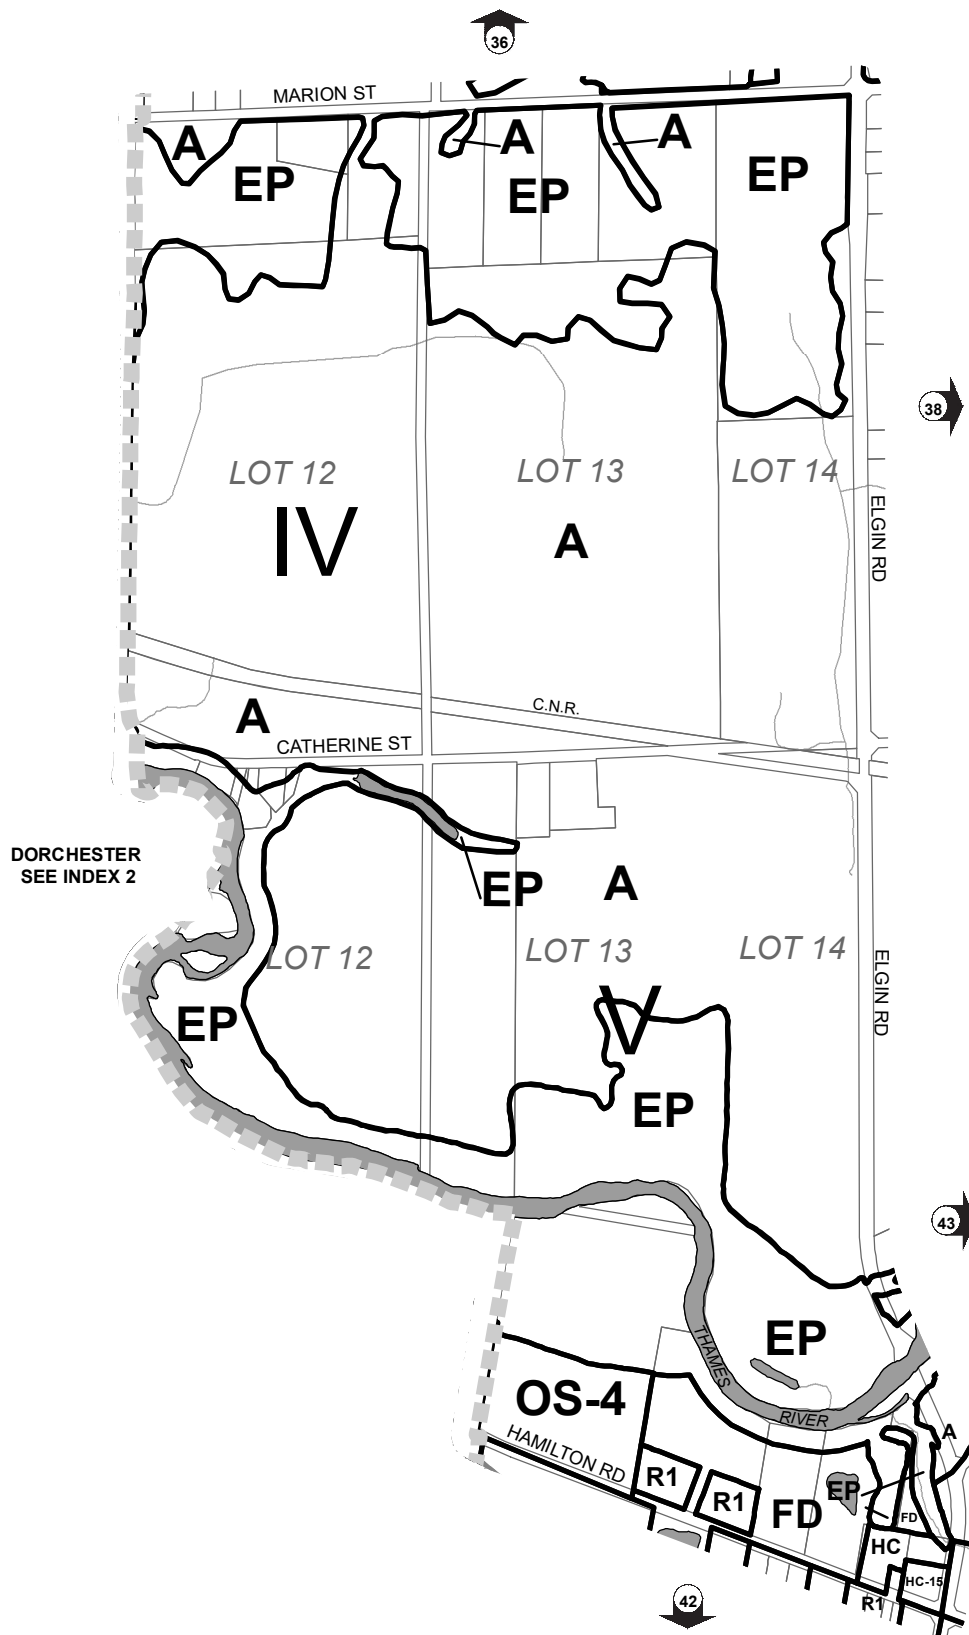 36
MARION ST
A
A
A
EP
EP
EP
38
LOT 12
LOT 13
LOT 14
IV
A
ELGIN RD
C.N.R.
A
CATHERINE ST
DORCHESTER
SEE INDEX 2
EP
A
LOT 12
LOT 13
LOT 14
ELGIN RD
EP
V
EP
43
EP
THAMES
RIVER
OS-4
HAMILTON RD
A
R1
R1
EP
FD
FD
HC
HC-15
R1
42